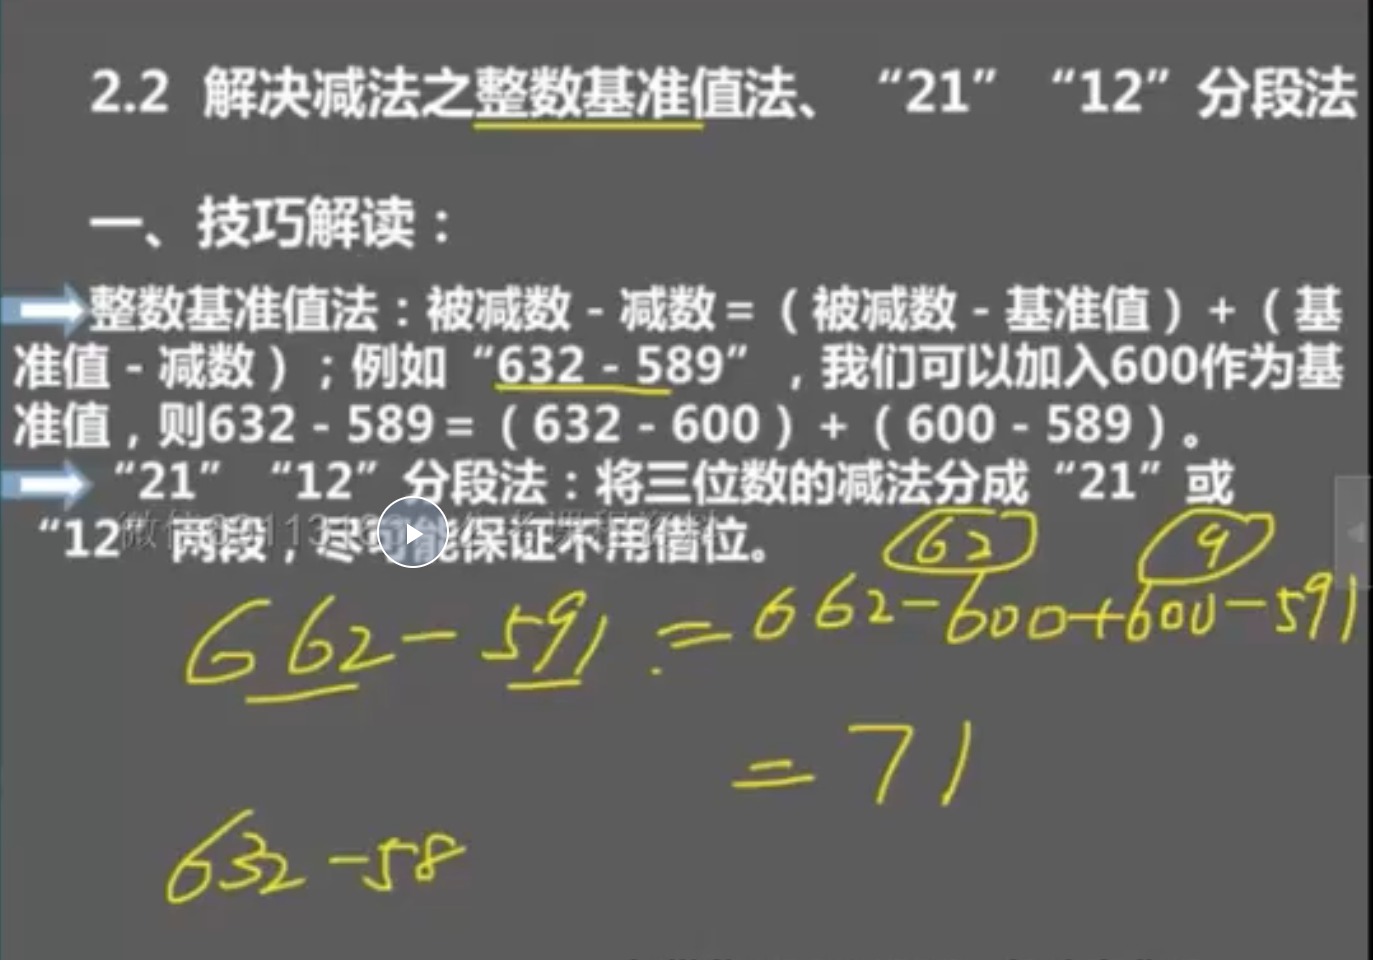 2.2 解决减法之整数基准值法、“21”“12”分段法
一、技巧解读：
整数基准值法：被减数－减数＝（被减数－基准值）＋（基
准值－减数）；例如“632－589”，我们可以加入600作为基
准值，则632－589＝（632－600）＋（600－589）。
“21”“12”分段法：将三位数的减法分成“21”或
“12”两段，尽可能保证不用借位。
62 9
662-591=662-600+600-591
=71
632-58